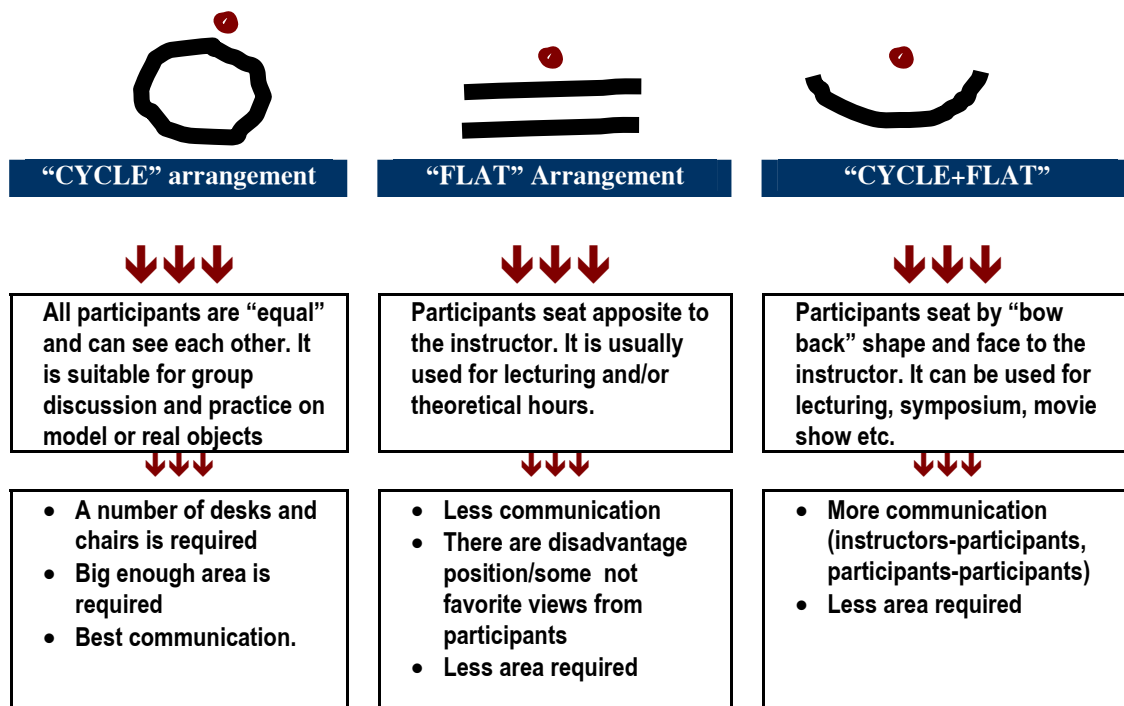 “CYCLE” arrangement
“FLAT” Arrangement
“CYCLE+FLAT”
All participants are “equal”
and can see each other. It
is suitable for group
discussion and practice on
model or real objects
Participants seat apposite to
the instructor. It is usually
used for lecturing and/or
theoretical hours.
Participants seat by “bow
back” shape and face to the
instructor. It can be used for
lecturing, symposium, movie
show etc.
• A number of desks and
chairs is required
• Big enough area is
required
• Best communication.
• Less communication
• There are disadvantage
position/some not
favorite views from
participants
• Less area required
• More communication
(instructors-participants,
participants-participants)
• Less area required